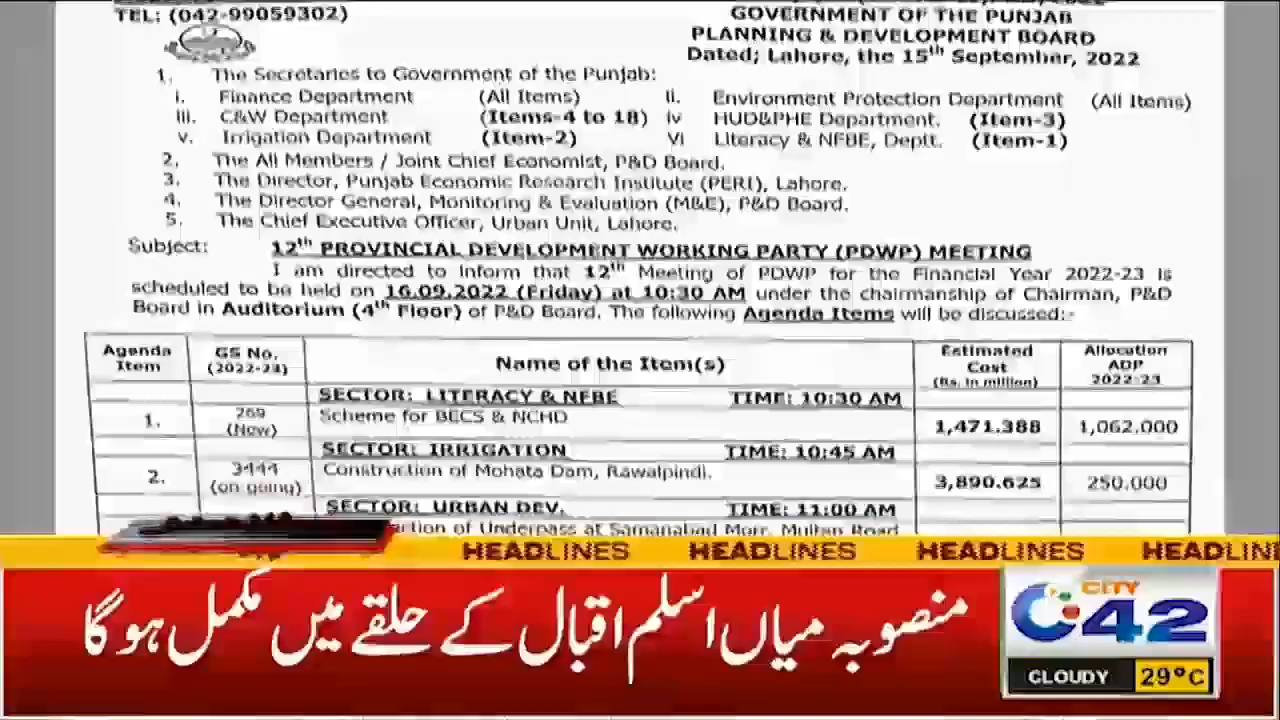 TEL: (042-99059302)
GOVERNMENT OF THE PUNJAB
PLANNING & DEVELOPMENT BOARD
Dated; Lahore, the 15th September, 2022
1. The Secretaries to Government of the Punjab:
i. Finance Department (All Items) ii. Environment Protection Department (All Items)
iii. C&W Department (Items-4 to 18) iv HUD&PHE Department. (Item-3)
v. Irrigation Department (Item-2) vi Literacy & NFBE, Deptt. (Item-1)
2. The All Members / Joint Chief Economist, P&D Board.
3. The Director, Punjab Economic Research Institute (PERI), Lahore.
4. The Director General, Monitoring & Evaluation (M&E), P&D Board.
5. The Chief Executive Officer, Urban Unit, Lahore.
Subject: 12th PROVINCIAL DEVELOPMENT WORKING PARTY (PDWP) MEETING
I am directed to inform that 12th Meeting of PDWP for the Financial Year 2022-23 is
scheduled to be held on 16.09.2022 (Friday) at 10:30 AM under the chairmanship of Chairman, P&D
Board in Auditorium (4th Floor) of P&D Board. The following Agenda Items will be discussed:-
Agenda Item GS No. (2022-23) Name of the Item(s) Estimated Cost (Rs. in million) Allocation ADP 2022-23
SECTOR: LITERACY & NFBE TIME: 10:30 AM
1. 269 (New) Scheme for BECS & NCHD 1,471.388 1,062.000
SECTOR: IRRIGATION TIME: 10:45 AM
2. 3444 (on going) Construction of Mohata Dam, Rawalpindi. 3,890.625 250.000
SECTOR: URBAN DEV. TIME: 11:00 AM
ction of Underpass at Samanabad Morr, Multan Road
HEADLINES HEADLINES HEADLINES HEADLIN
منصوبہ میاں اسلم اقبال کے حلقے میں مکمل ہوگا
CITY
42
CLOUDY 29°C